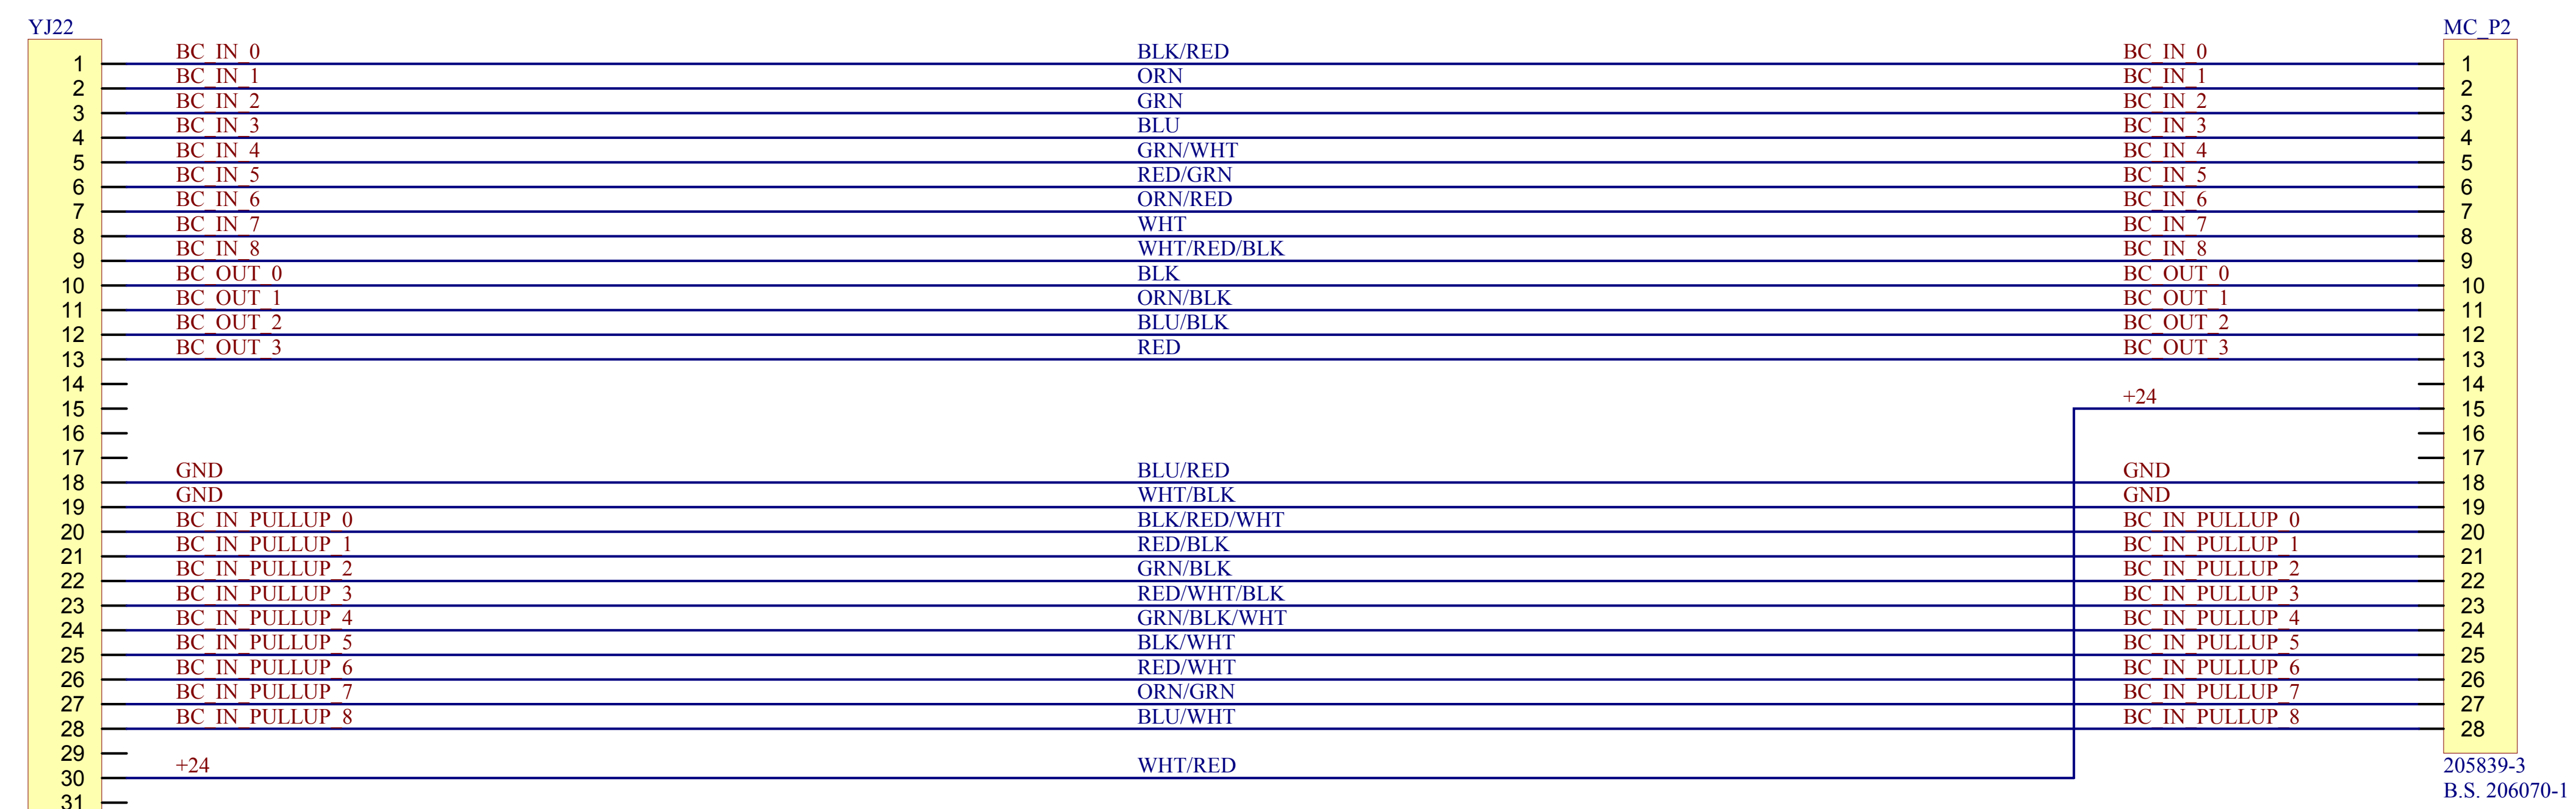 YJ22 MC_P2
BC_IN_0 BLK/RED BC_IN_0
1 1
BC_IN_1 ORN BC_IN_1
2 2
BC_IN_2 GRN BC_IN_2
3 3
BC_IN_3 BLU BC_IN_3
4 4
BC_IN_4 GRN/WHT BC_IN_4
5 5
BC_IN_5 RED/GRN BC_IN_5
6 6
BC_IN_6 ORN/RED BC_IN_6
7 7
BC_IN_7 WHT BC_IN_7
8 8
BC_IN_8 WHT/RED/BLK BC_IN_8
9 9
BC_OUT_0 BLK BC_OUT_0
10 10
BC_OUT_1 ORN/BLK BC_OUT_1
11 11
BC_OUT_2 BLU/BLK BC_OUT_2
12 12
BC_OUT_3 RED BC_OUT_3
13 13
14 14
+24
15 15
16 16
17 17
GND BLU/RED GND
18 18
GND WHT/BLK GND
19 19
BC_IN_PULLUP_0 BLK/RED/WHT BC_IN_PULLUP_0
20 20
BC_IN_PULLUP_1 RED/BLK BC_IN_PULLUP_1
21 21
BC_IN_PULLUP_2 GRN/BLK BC_IN_PULLUP_2
22 22
BC_IN_PULLUP_3 RED/WHT/BLK BC_IN_PULLUP_3
23 23
BC_IN_PULLUP_4 GRN/BLK/WHT BC_IN_PULLUP_4
24 24
BC_IN_PULLUP_5 BLK/WHT BC_IN_PULLUP_5
25 25
BC_IN_PULLUP_6 RED/WHT BC_IN_PULLUP_6
26 26
BC_IN_PULLUP_7 ORN/GRN BC_IN_PULLUP_7
27 27
BC_IN_PULLUP_8 BLU/WHT BC_IN_PULLUP_8
28 28
29
+24 WHT/RED 205839-3
30
B.S. 206070-1
31